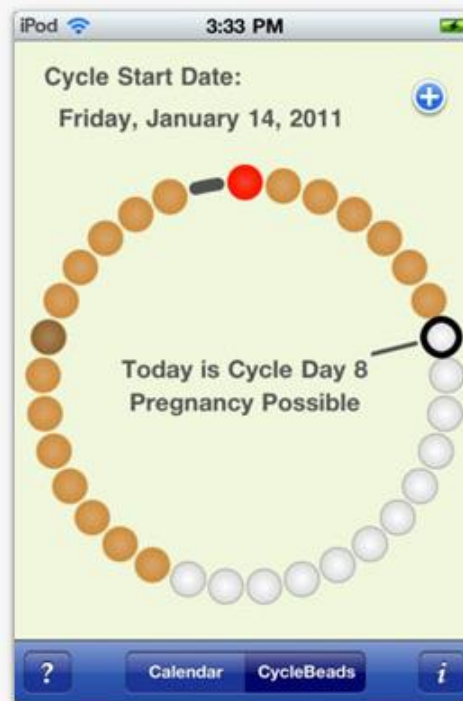 iPod 3:33 PM
Cycle Start Date:
Friday, January 14, 2011
Today is Cycle Day 8
Pregnancy Possible
? Calendar CycleBeads i